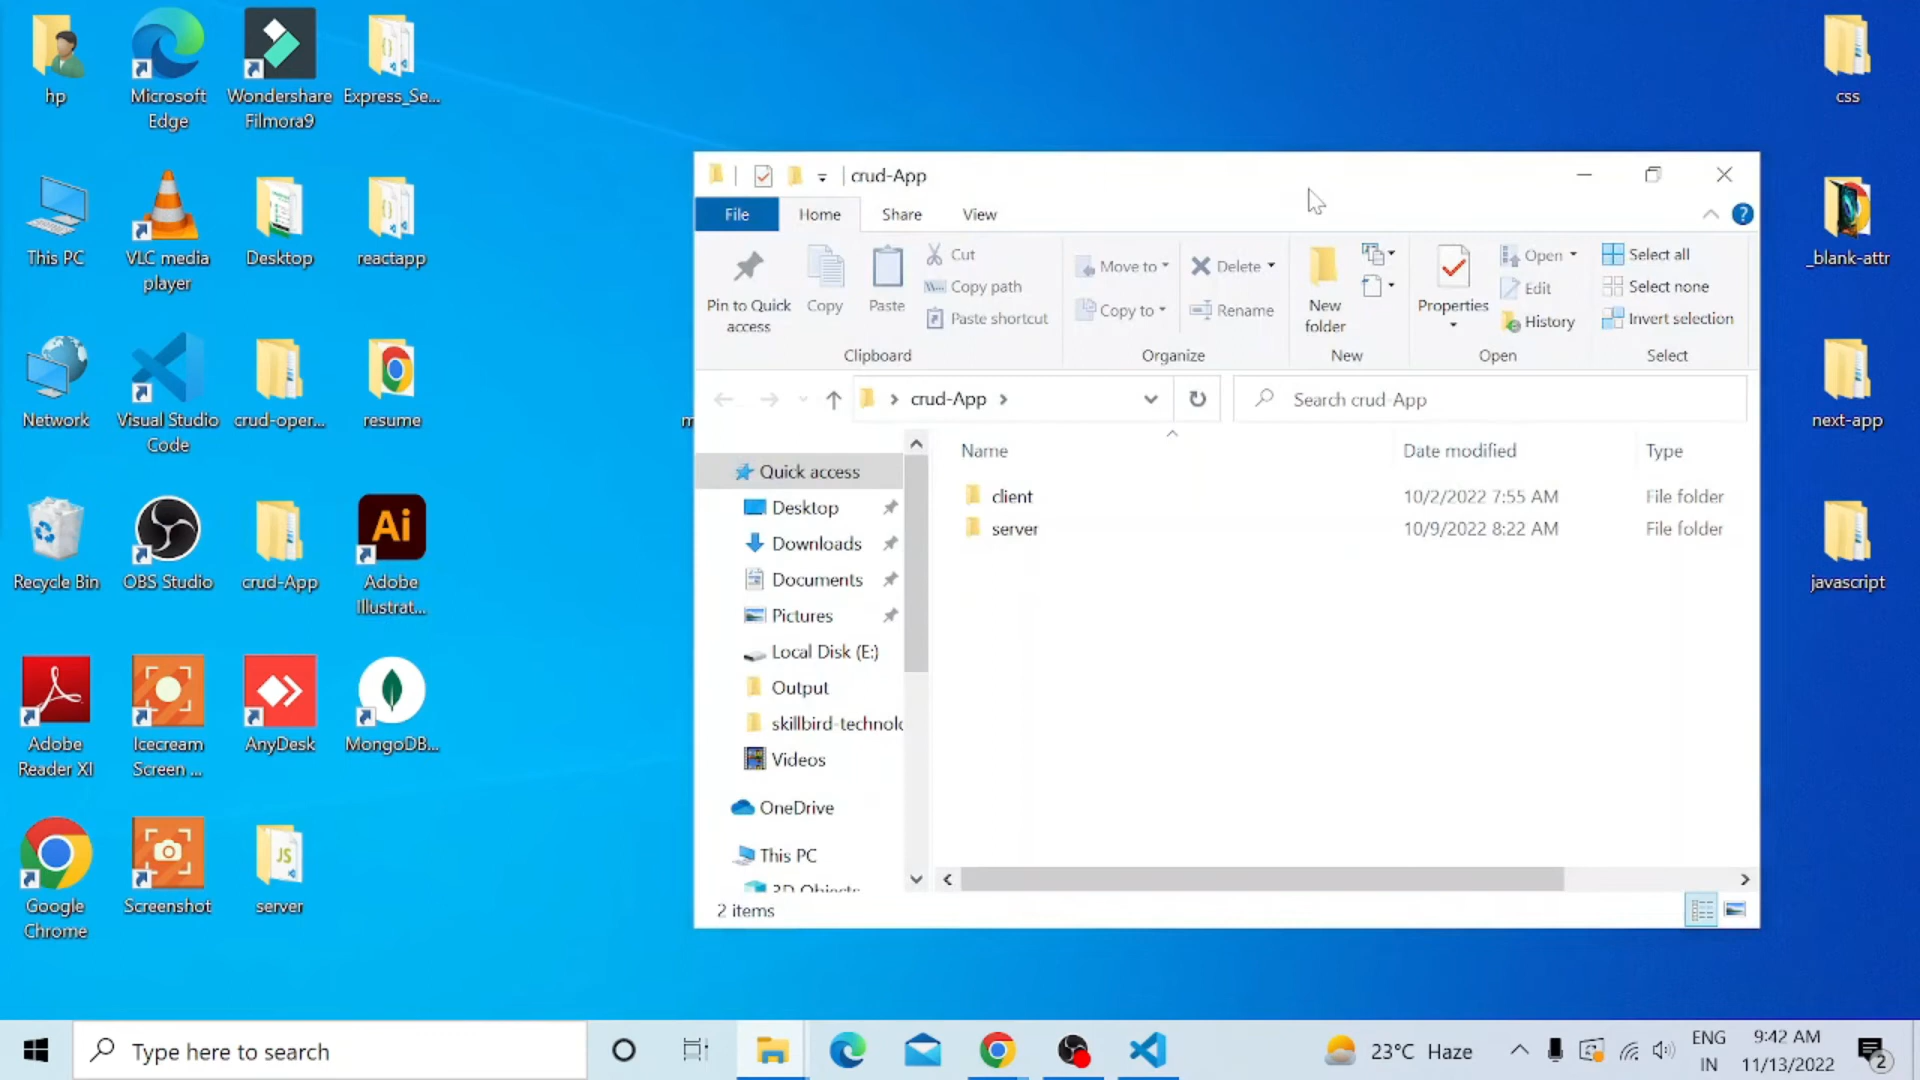 hp
Microsoft
Edge
Wondershare
Filmora9
Express_Se...
This PC
VLC media
player
Desktop
reactapp
Network
Visual Studio
Code
crud-oper...
resume
Recycle Bin
OBS Studio
crud-App
Adobe
Illustrat...
Adobe
Reader XI
Icecream
Screen ...
AnyDesk
MongoDB...
Google
Chrome
Screenshot
server
css
_blank-attr
next-app
javascript
crud-App
File Home Share View
Pin to Quick
access
Copy
Paste
Cut
Copy path
Paste shortcut
Clipboard
Move to
Copy to
Delete
Rename
Organize
New
folder
New
Properties
Open
Edit
History
Open
Select all
Select none
Invert selection
Select
crud-App
Search crud-App
Quick access
Desktop
Downloads
Documents
Pictures
Local Disk (E:)
Output
skillbird-technolo
Videos
OneDrive
This PC
3D Objects
Name Date modified Type
client 10/2/2022 7:55 AM File folder
server 10/9/2022 8:22 AM File folder
2 items
Type here to search
23°C Haze
ENG
IN
9:42 AM
11/13/2022
2